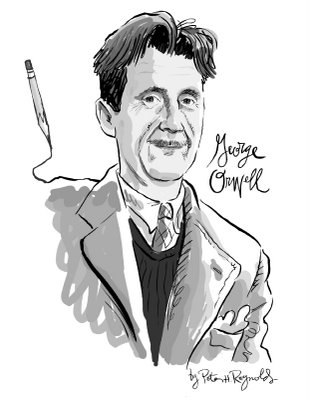 George
Orwell
by Peter H. Reynolds